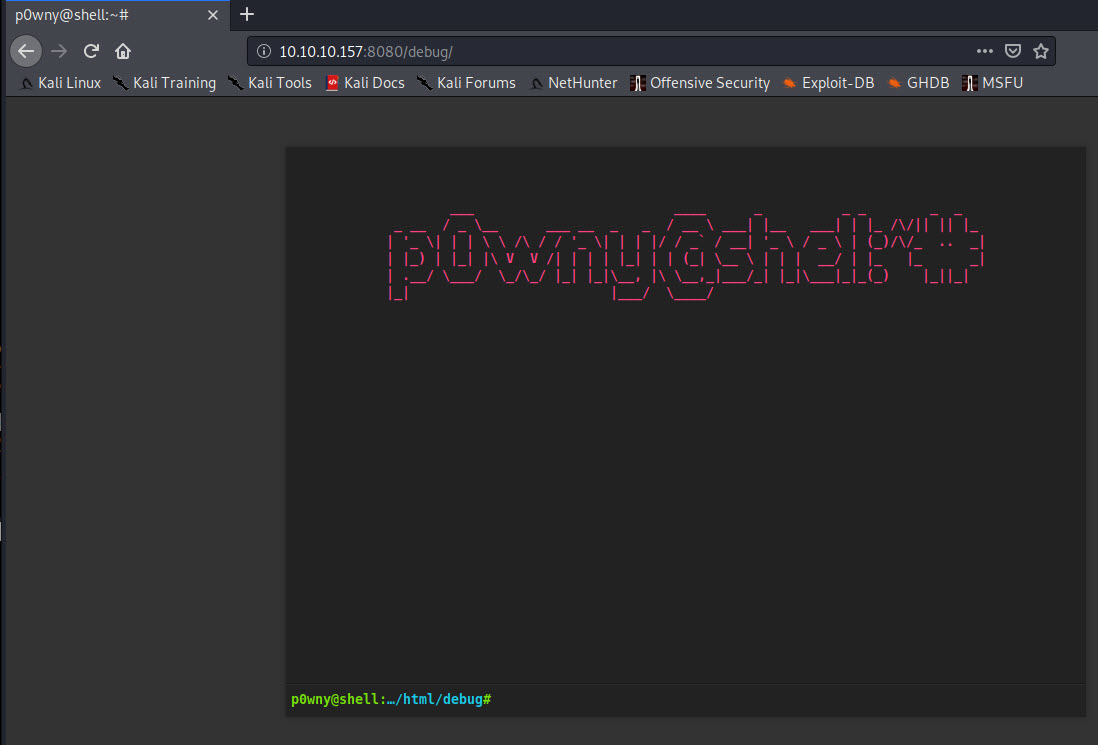 p0wny@shell:~#
10.10.10.157:8080/debug/
Kali Linux Kali Training Kali Tools Kali Docs Kali Forums NetHunter Offensive Security Exploit-DB GHDB MSFU
p0wny@shell:~#
p0wny@shell:…/html/debug#